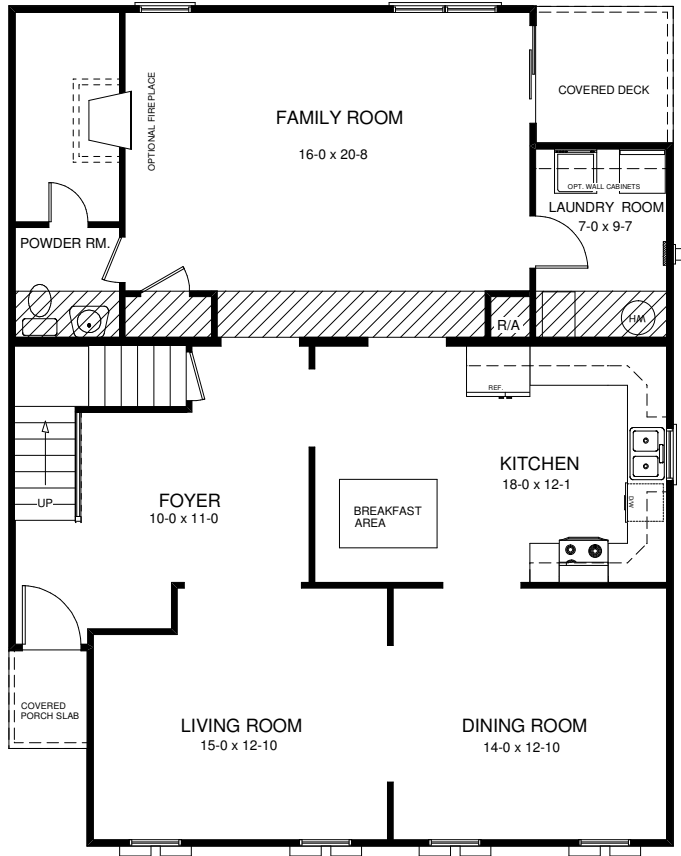 OPTIONAL FIREPLACE
FAMILY ROOM
16-0 x 20-8
COVERED DECK
OPT. WALL CABINETS
LAUNDRY ROOM
7-0 x 9-7
POWDER RM.
R/A
WH
REF.
KITCHEN
18-0 x 12-1
D/W
UP
FOYER
10-0 x 11-0
BREAKFAST
AREA
COVERED
PORCH SLAB
LIVING ROOM
15-0 x 12-10
DINING ROOM
14-0 x 12-10